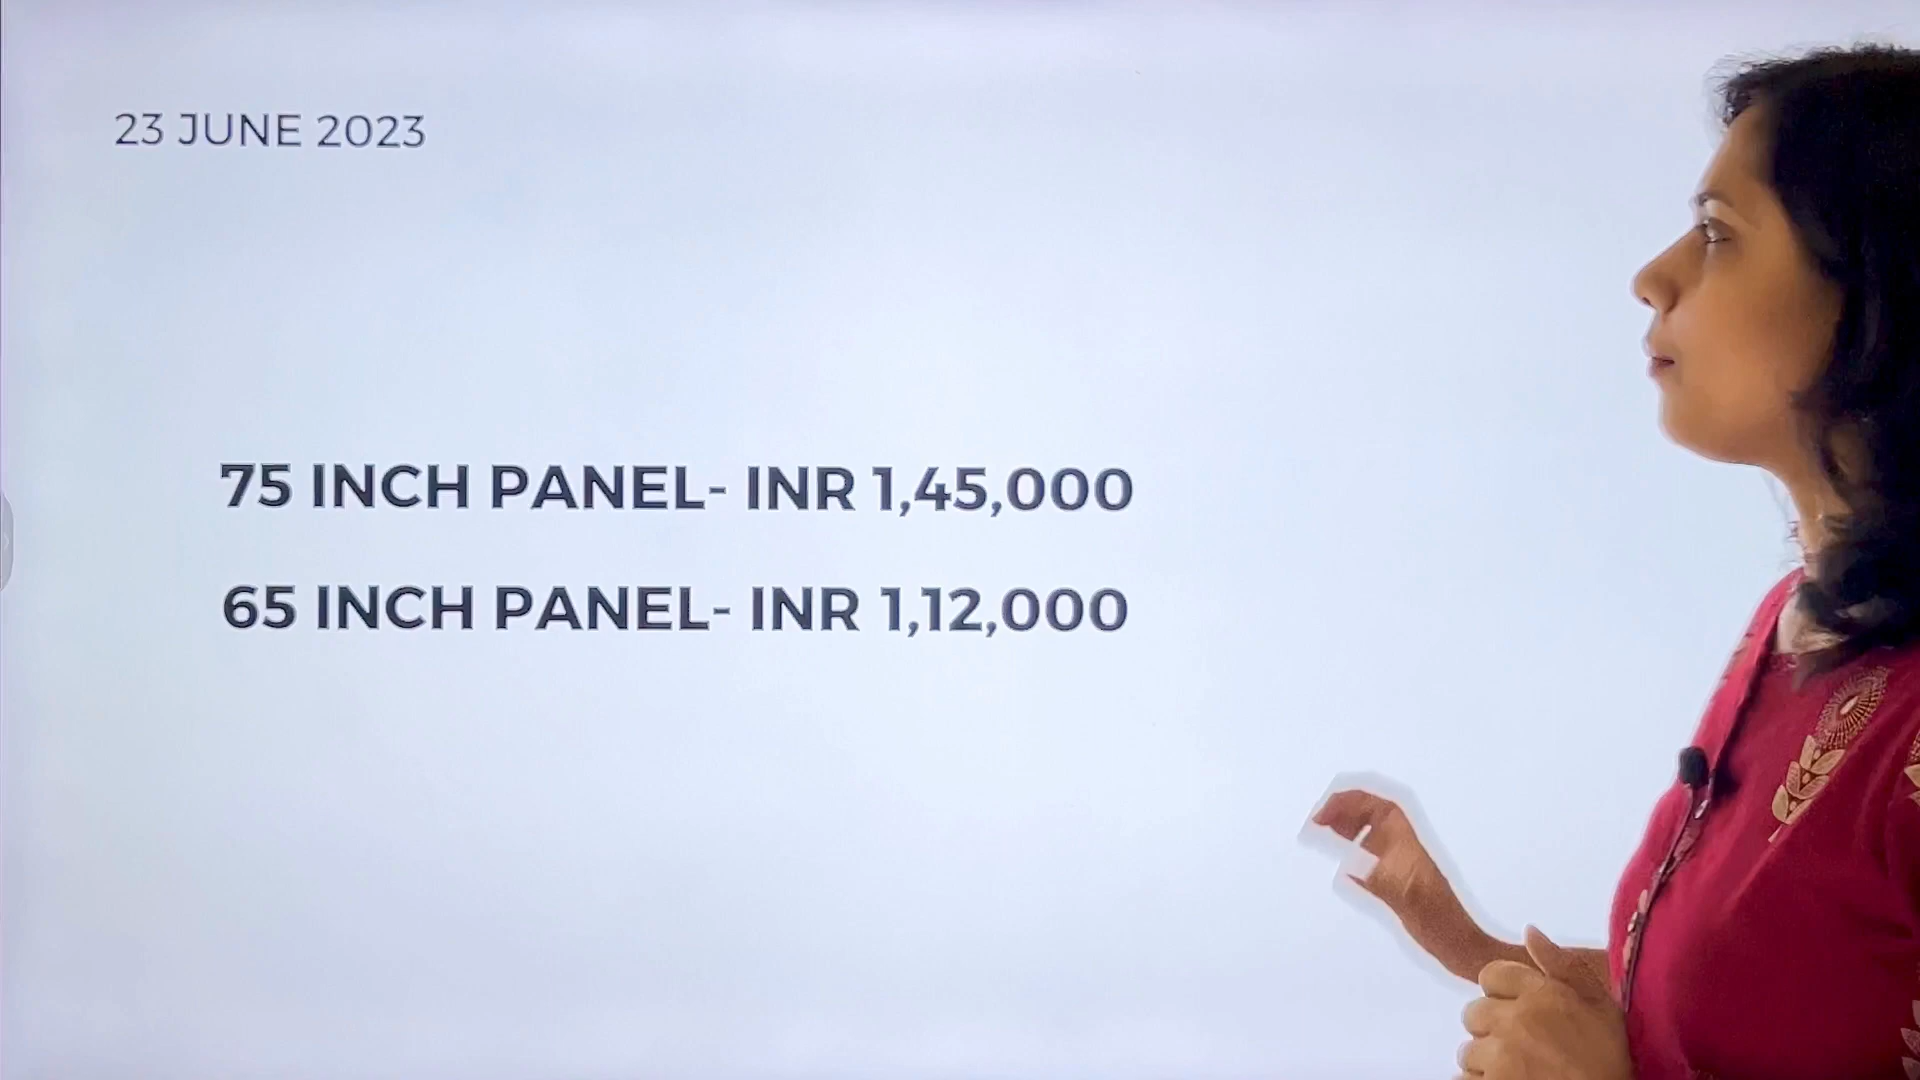 23 JUNE 2023
75 INCH PANEL- INR 1,45,000
65 INCH PANEL- INR 1,12,000